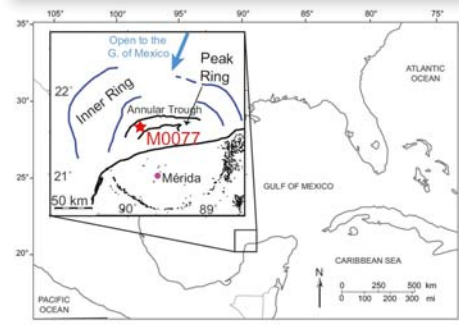 100° 95° 90° 85° 80° 75°
35°
30°
25°
20°
Open to the
G. of Mexico
Peak
Ring
Inner Ring
Annular Trough
M0077
Mérida
22°
21°
50 km
90°
89°
ATLANTIC
OCEAN
GULF OF MEXICO
CARIBBEAN SEA
PACIFIC
OCEAN
N
0 250 500 km
0 100 200 300 mi